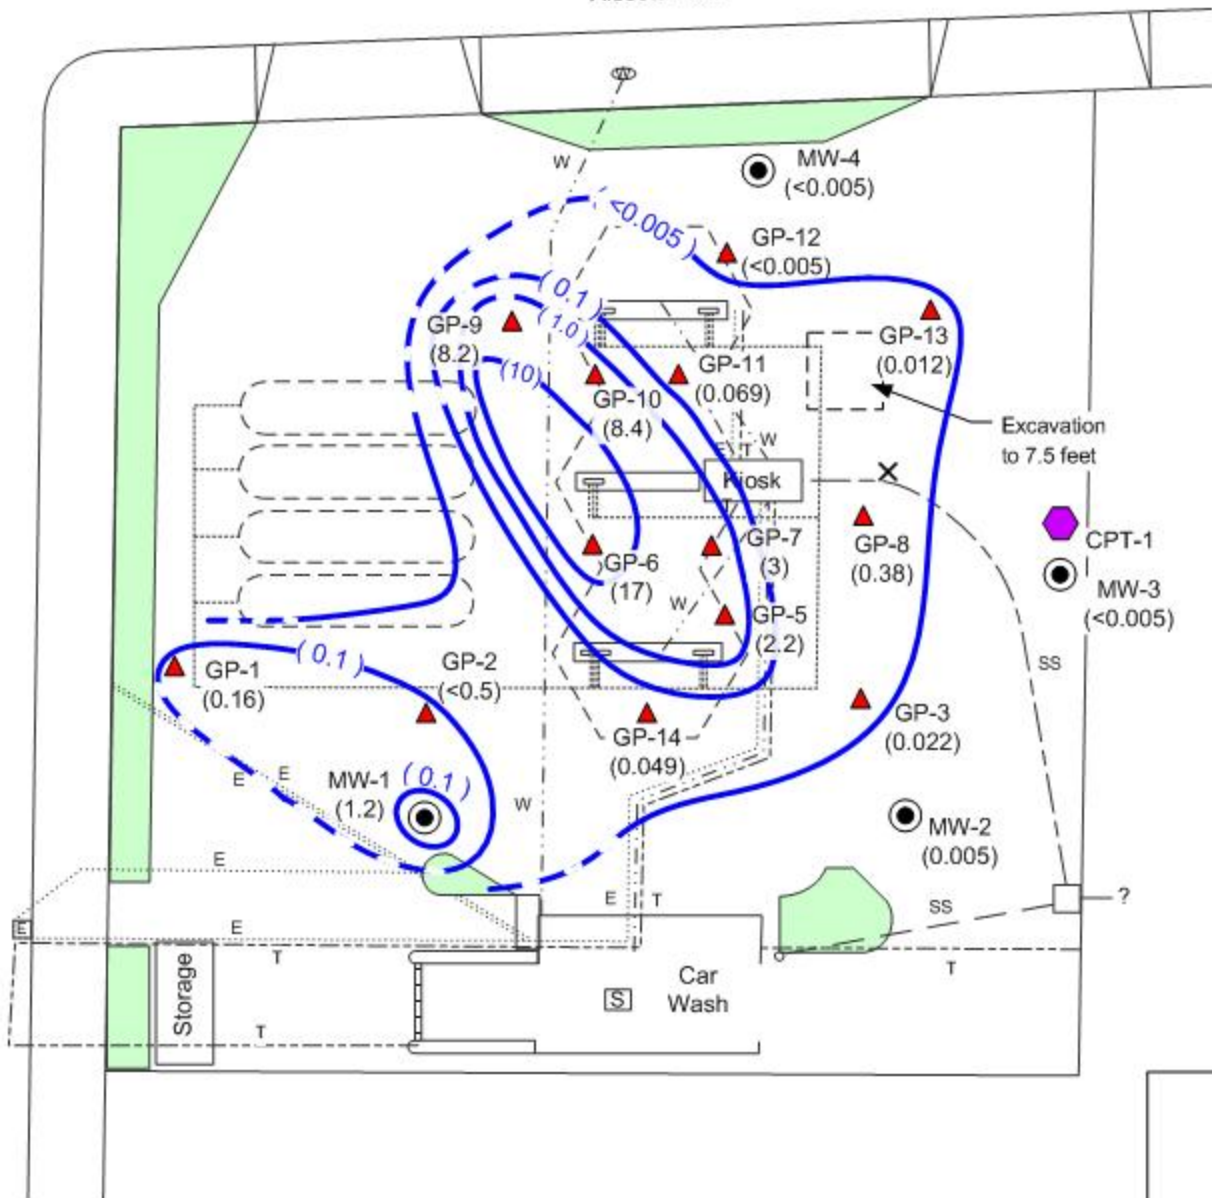 W
W
MW-4
(<0.005)
( <0.005 )
GP-12
(<0.005)
( 0.1 )
( 1.0 )
GP-9
(8.2)
GP-13
(0.012)
(10)
GP-11
(0.069)
GP-10
(8.4)
Excavation
to 7.5 feet
E
T
W
Kiosk
T
GP-7
(3)
GP-8
(0.38)
CPT-1
MW-3
(<0.005)
GP-6
(17)
W
GP-5
(2.2)
( 0.1 )
GP-1
(0.16)
GP-2
(<0.5)
SS
GP-14
(0.049)
GP-3
(0.022)
E
E
MW-1
(1.2)
( 0.1 )
W
MW-2
(0.005)
E
E
T
SS
?
E
E
T
T
Storage
T
S
Car
Wash